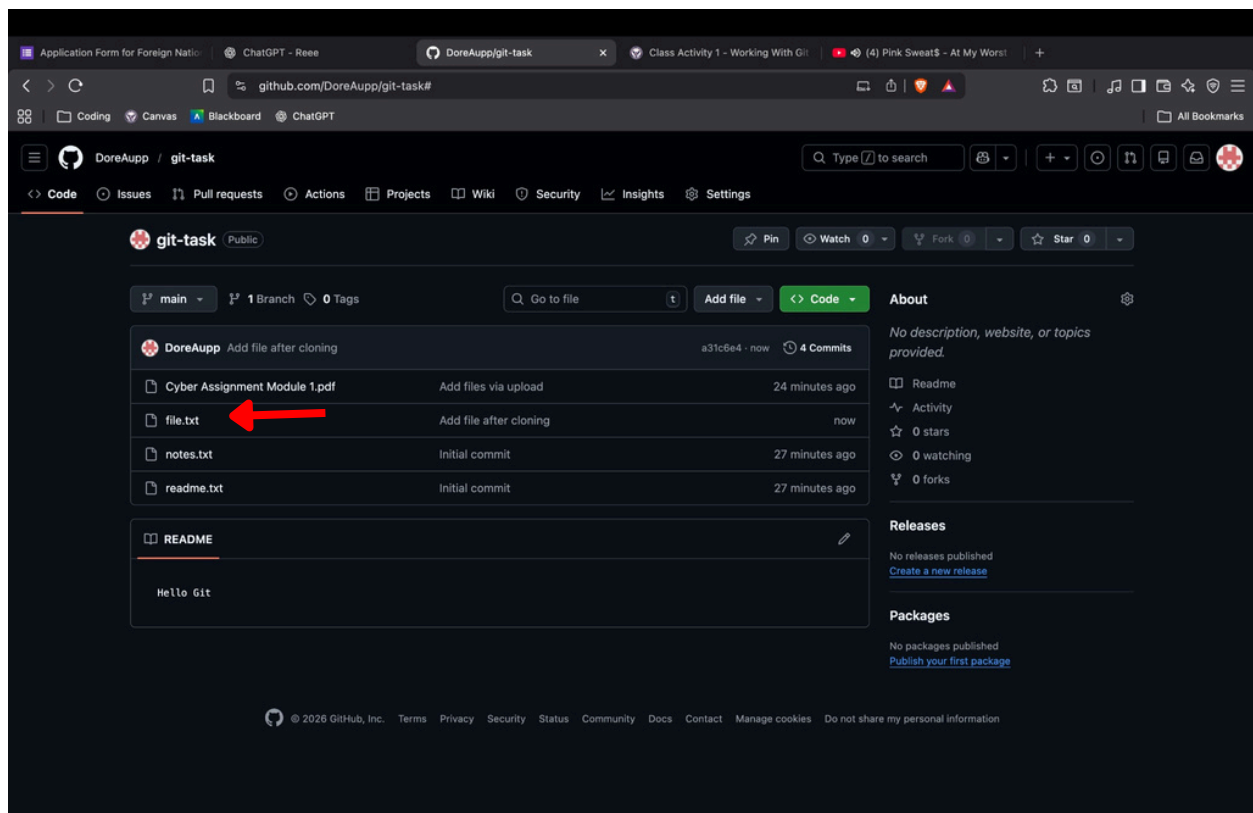 Application Form for Foreign Natio
ChatGPT - Reee
DoreAupp/git-task
Class Activity 1 - Working With Git
(4) Pink Sweat$ - At My Worst
github.com/DoreAupp/git-task#
Coding
Canvas
Blackboard
ChatGPT
All Bookmarks
DoreAupp / git-task
Type / to search
Code
Issues
Pull requests
Actions
Projects
Wiki
Security
Insights
Settings
git-task Public
Pin
Watch 0
Fork 0
Star 0
main
1 Branch
0 Tags
Go to file t
Add file
Code
DoreAupp Add file after cloning a31c6e4 · now 4 Commits
Cyber Assignment Module 1.pdf Add files via upload 24 minutes ago
file.txt Add file after cloning now
notes.txt Initial commit 27 minutes ago
readme.txt Initial commit 27 minutes ago
README
Hello Git
About
No description, website, or topics
provided.
Readme
Activity
0 stars
0 watching
0 forks
Releases
No releases published
Create a new release
Packages
No packages published
Publish your first package
© 2026 GitHub, Inc. Terms Privacy Security Status Community Docs Contact Manage cookies Do not share my personal information